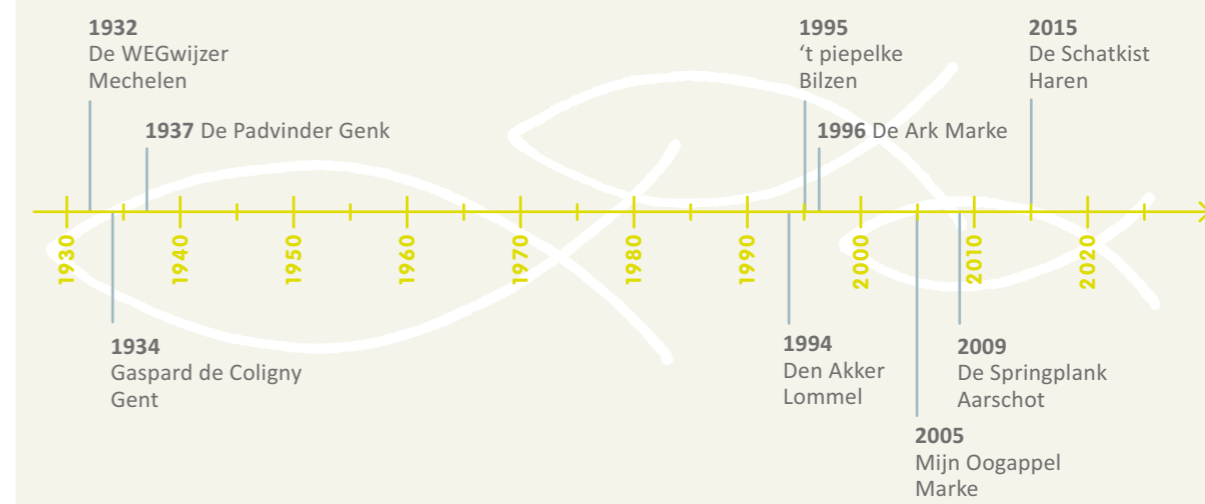 1932
De WEGwijzer
Mechelen
1937 De Padvinder Genk
1995
‘t piepelke
Bilzen
1996 De Ark Marke
2015
De Schatkist
Haren
1930
1940
1950
1960
1970
1980
1990
2000
2010
2020
1934
Gaspard de Coligny
Gent
1994
Den Akker
Lommel
2009
De Springplank
Aarschot
2005
Mijn Oogappel
Marke